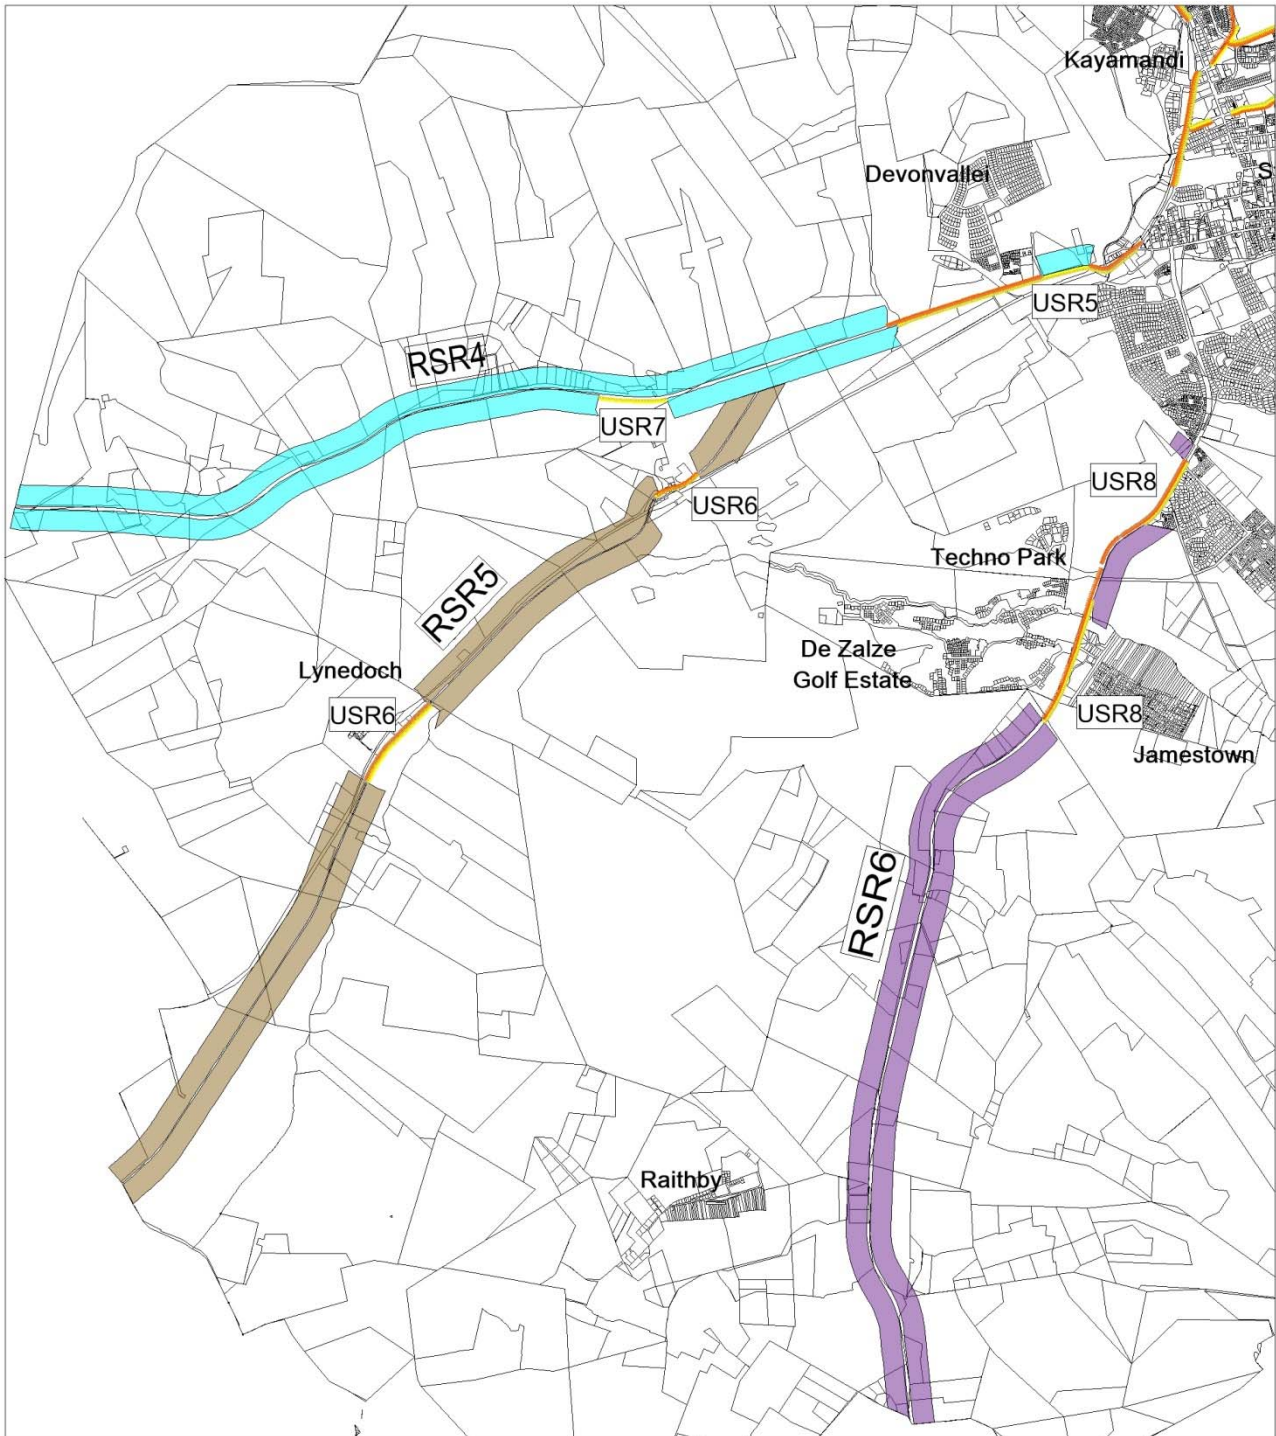 Kayamandi
Devonvallei
S
USR5
RSR4
USR7
USR8
USR6
Techno Park
RSR5
De Zalze
Golf Estate
Lynedoch
USR6
USR8
Jamestown
RSR6
Raithby